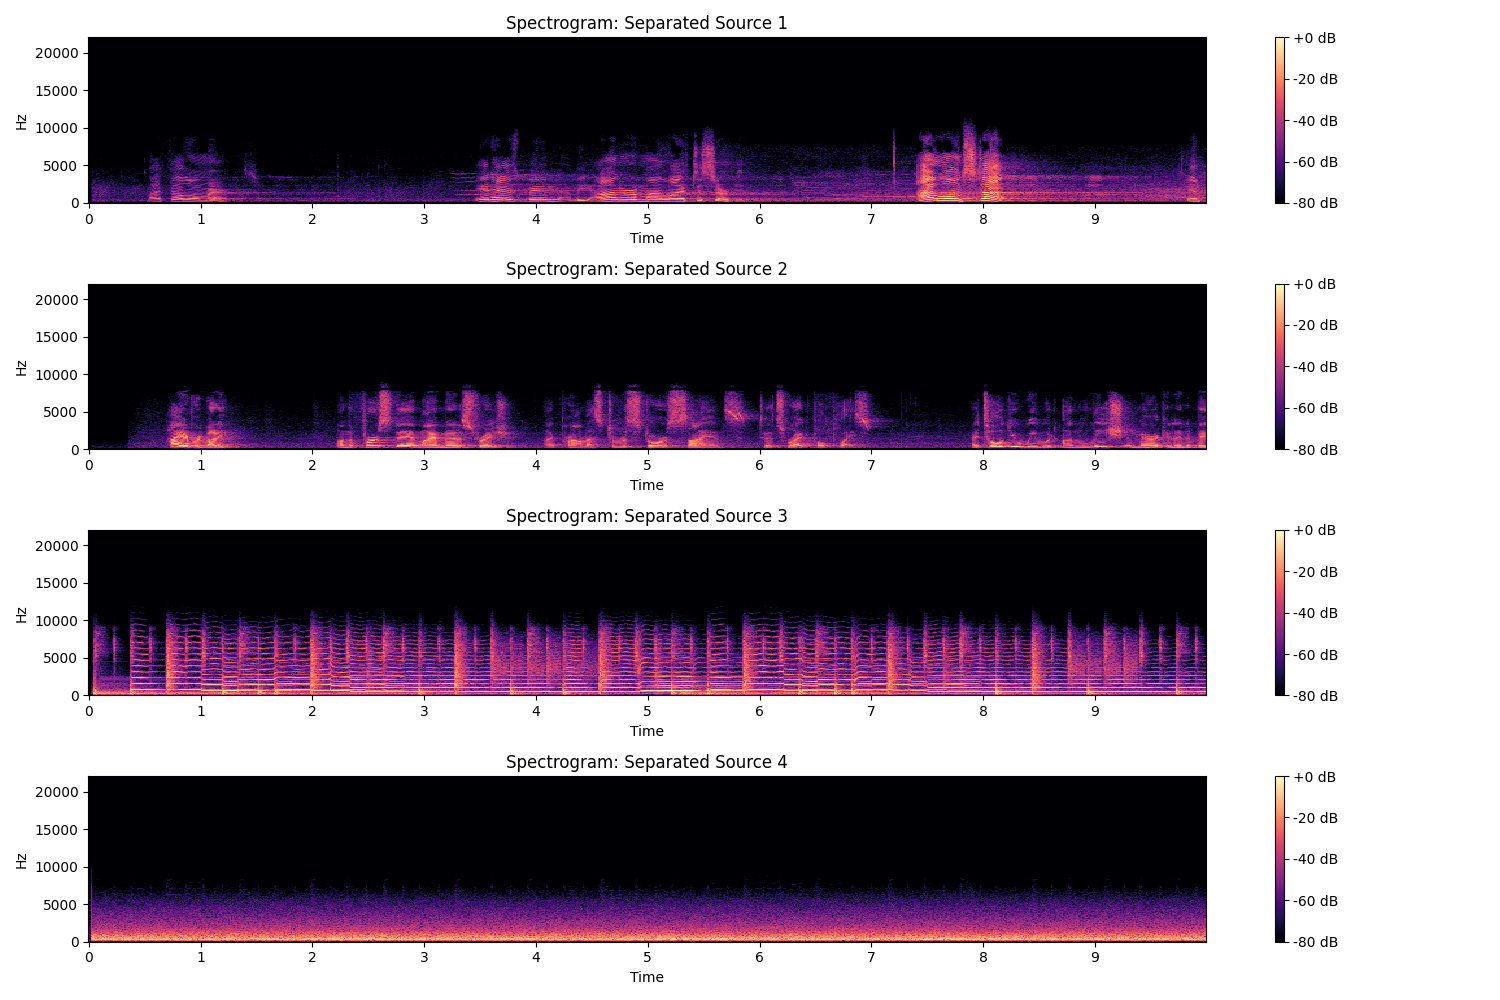 Spectrogram: Separated Source 1
20000
15000
10000
5000
0
Hz
0 1 2 3 4 5 6 7 8 9
Time
+0 dB
-20 dB
-40 dB
-60 dB
-80 dB
Spectrogram: Separated Source 2
20000
15000
10000
5000
0
Hz
0 1 2 3 4 5 6 7 8 9
Time
+0 dB
-20 dB
-40 dB
-60 dB
-80 dB
Spectrogram: Separated Source 3
20000
15000
10000
5000
0
Hz
0 1 2 3 4 5 6 7 8 9
Time
+0 dB
-20 dB
-40 dB
-60 dB
-80 dB
Spectrogram: Separated Source 4
20000
15000
10000
5000
0
Hz
0 1 2 3 4 5 6 7 8 9
Time
+0 dB
-20 dB
-40 dB
-60 dB
-80 dB